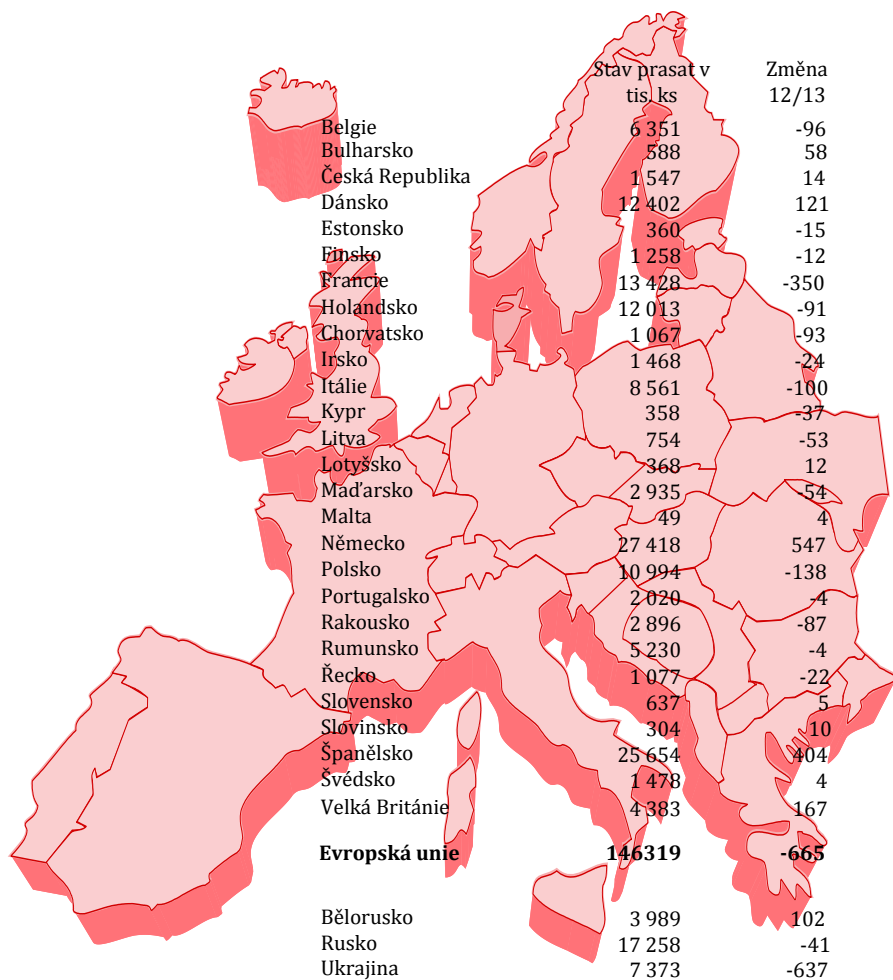 Stav prasat v Změna
tis. ks 12/13
Belgie 6 351 -96
Bulharsko 588 58
Česká Republika 1 547 14
Dánsko 12 402 121
Estonsko 360 -15
Finsko 1 258 -12
Francie 13 428 -350
Holandsko 12 013 -91
Chorvatsko 1 067 -93
Irsko 1 468 -24
Itálie 8 561 -100
Kypr 358 -37
Litva 754 -53
Lotyšsko 368 12
Maďarsko 2 935 -54
Malta 49 4
Německo 27 418 547
Polsko 10 994 -138
Portugalsko 2 020 -4
Rakousko 2 896 -87
Rumunsko 5 230 -4
Řecko 1 077 -22
Slovensko 637 5
Slovinsko 304 10
Španělsko 25 654 404
Švédsko 1 478 4
Velká Británie 4 383 167
Evropská unie 146319 -665
Bělorusko 3 989 102
Rusko 17 258 -41
Ukrajina 7 373 -637